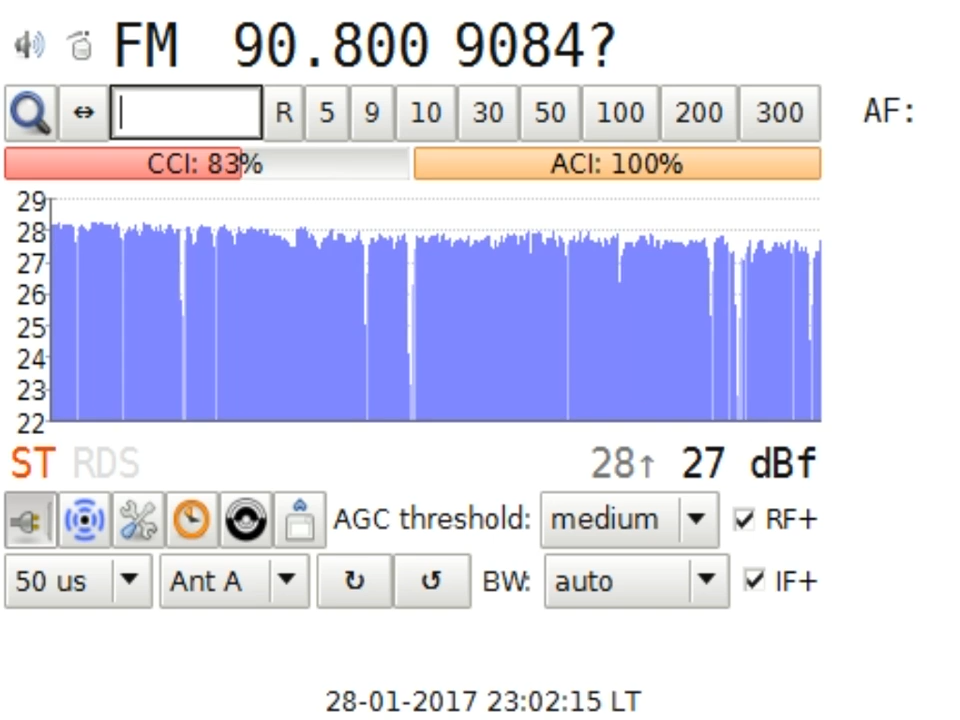 FM 90.800 9084?
↔ R 5 9 10 30 50 100 200 300 AF:
CCI: 83% ACI: 100%
29
28
27
26
25
24
23
22
ST RDS 28↑ 27 dBf
AGC threshold: medium RF+
50 us Ant A ↻ ↺ BW: auto IF+
28-01-2017 23:02:15 LT